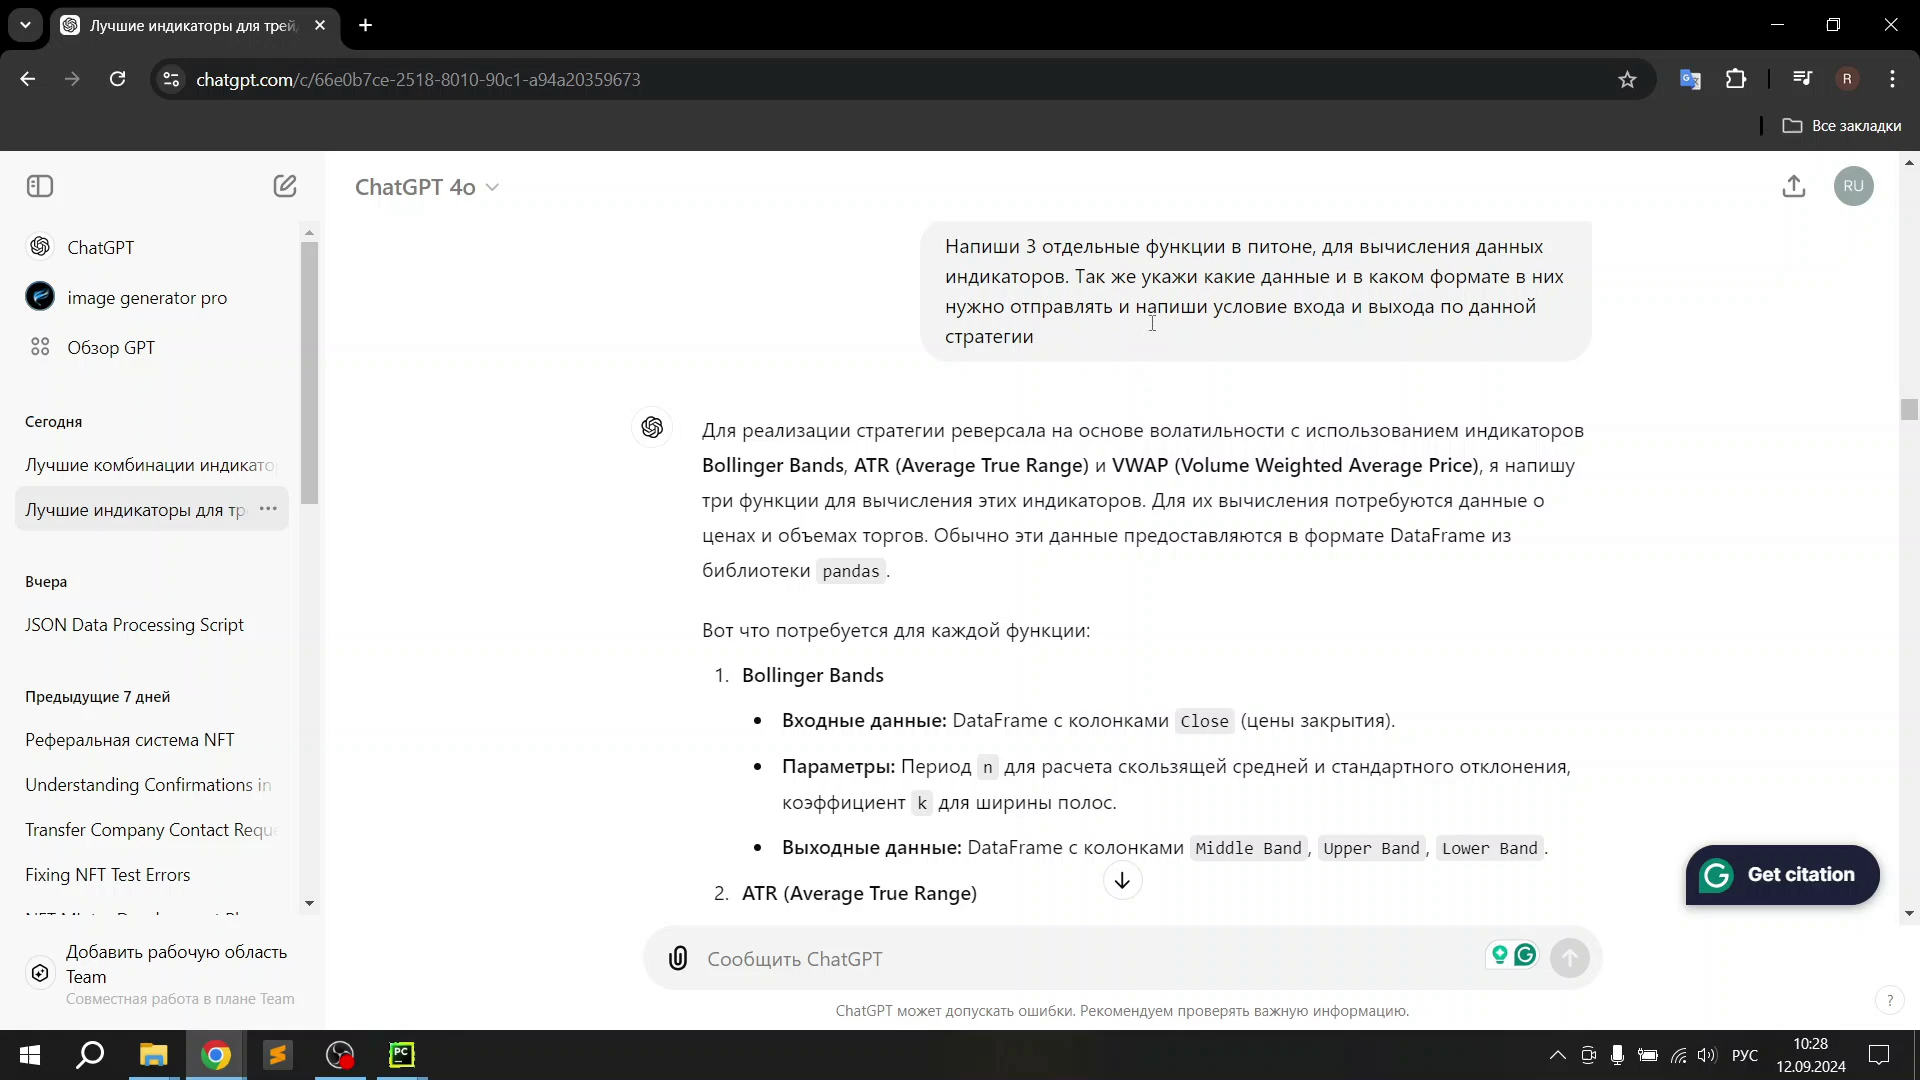 Лучшие индикаторы для трей
chatgpt.com/c/66e0b7ce-2518-8010-90c1-a94a20359673
R
Все закладки
ChatGPT 4o
RU
ChatGPT
image generator pro
Обзор GPT
Сегодня
Лучшие комбинации индикато
Лучшие индикаторы для тр
Вчера
JSON Data Processing Script
Предыдущие 7 дней
Реферальная система NFT
Understanding Confirmations in
Transfer Company Contact Reque
Fixing NFT Test Errors
Добавить рабочую область
Team
Совместная работа в плане Team
Напиши 3 отдельные функции в питоне, для вычисления данных
индикаторов. Так же укажи какие данные и в каком формате в них
нужно отправлять и напиши условие входа и выхода по данной
стратегии
Для реализации стратегии реверсала на основе волатильности с использованием индикаторов
Bollinger Bands, ATR (Average True Range) и VWAP (Volume Weighted Average Price), я напишу
три функции для вычисления этих индикаторов. Для их вычисления потребуются данные о
ценах и объемах торгов. Обычно эти данные предоставляются в формате DataFrame из
библиотеки pandas.
Вот что потребуется для каждой функции:
1. Bollinger Bands
• Входные данные: DataFrame с колонками Close (цены закрытия).
• Параметры: Период n для расчета скользящей средней и стандартного отклонения,
коэффициент k для ширины полос.
• Выходные данные: DataFrame с колонками Middle Band, Upper Band, Lower Band.
2. ATR (Average True Range)
Get citation
Сообщить ChatGPT
ChatGPT может допускать ошибки. Рекомендуем проверять важную информацию.
?
PC
РУС
10:28
12.09.2024